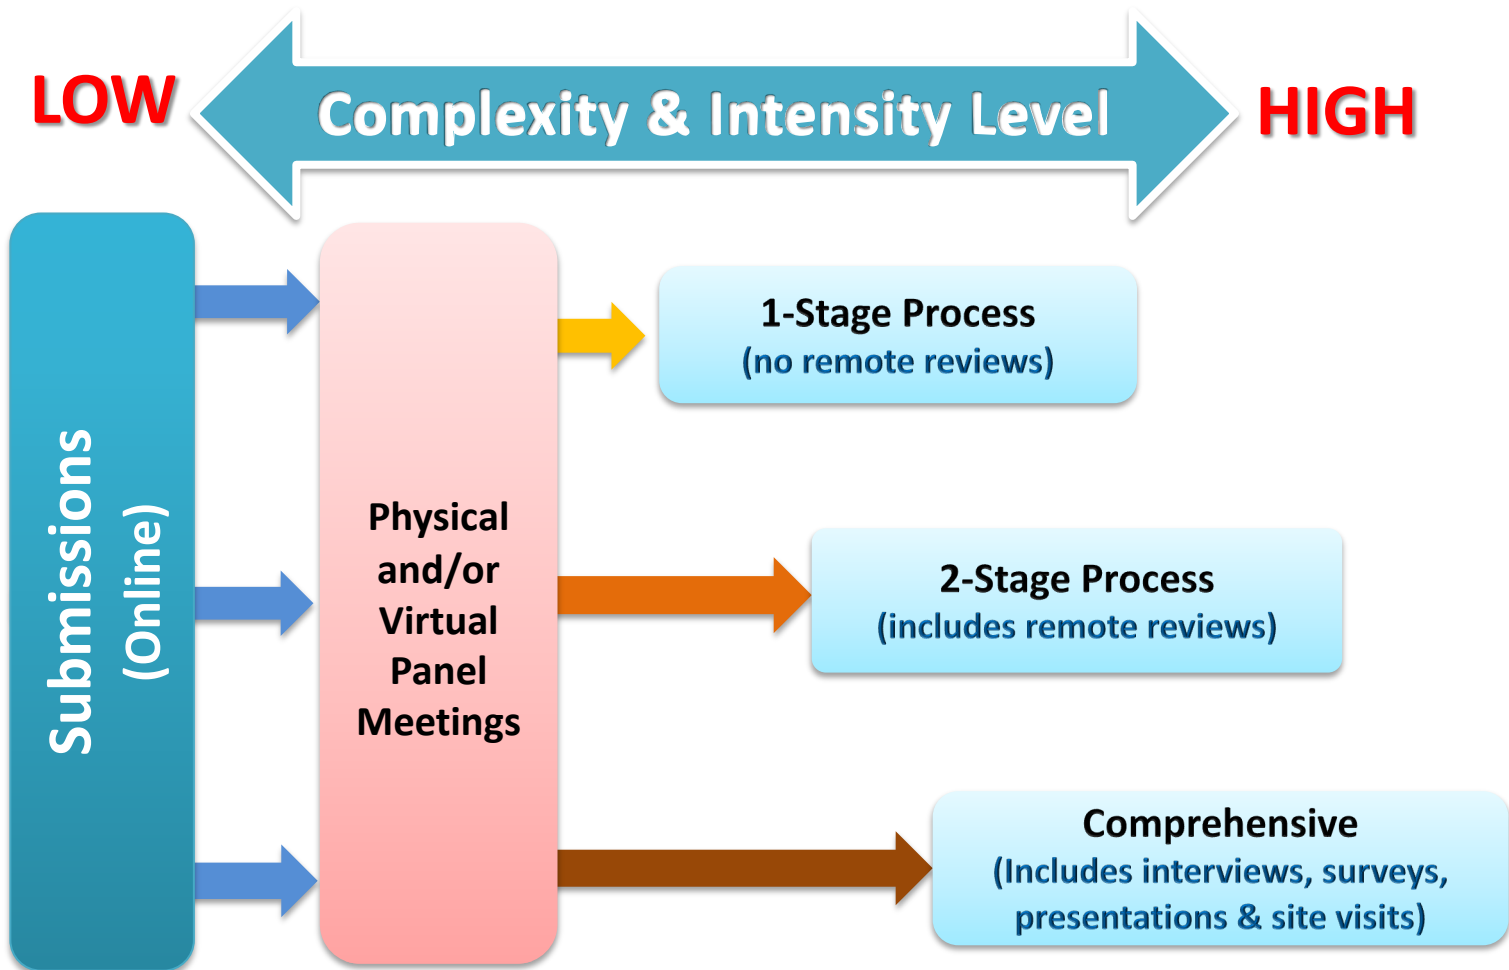 LOW
Complexity & Intensity Level
HIGH
Submissions
(Online)
Physical
and/or
Virtual
Panel
Meetings
1-Stage Process
(no remote reviews)
2-Stage Process
(includes remote reviews)
Comprehensive
(Includes interviews, surveys,
presentations & site visits)